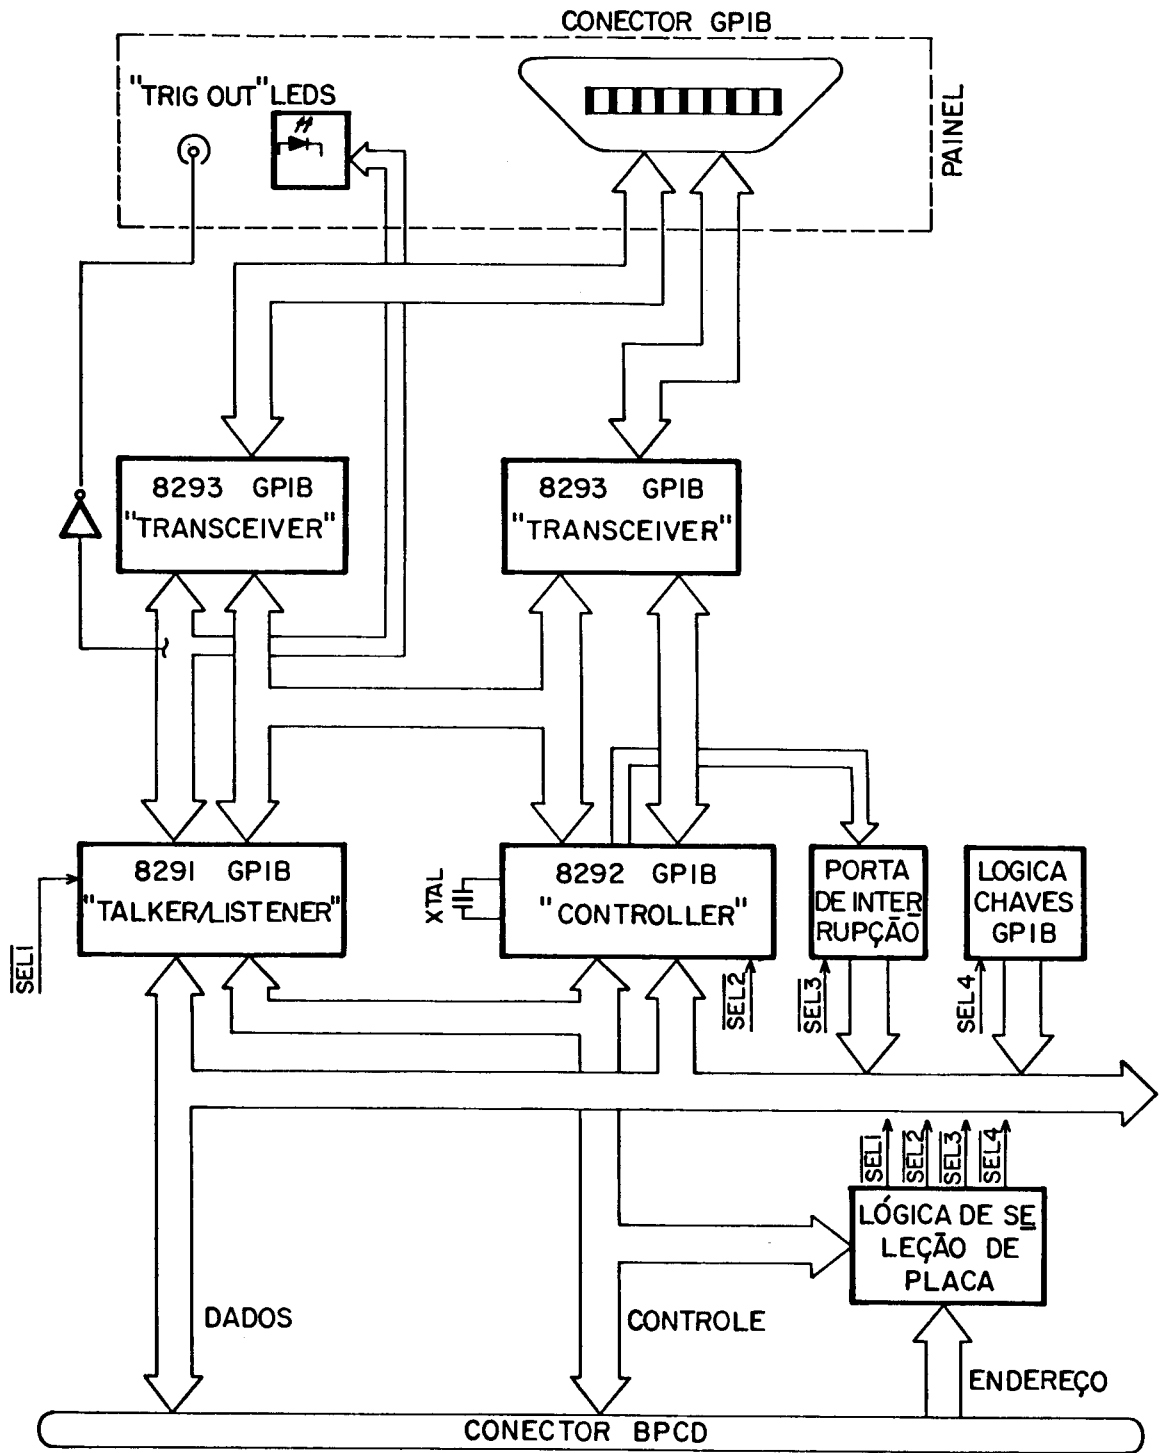 CONECTOR GPIB
"TRIG OUT" LEDS
PAINEL
8293 GPIB
"TRANSCEIVER"
8293 GPIB
"TRANSCEIVER"
8291 GPIB
"TALKER/LISTENER"
SEL1
XTAL
8292 GPIB
"CONTROLLER"
SEL2
PORTA
DE INTER
RUPÇÃO
SEL3
LOGICA
CHAVES
GPIB
SEL4
SEL1
SEL2
SEL3
SEL4
LÓGICA DE SE
LEÇÃO DE
PLACA
DADOS
CONTROLE
ENDEREÇO
CONECTOR BPCD